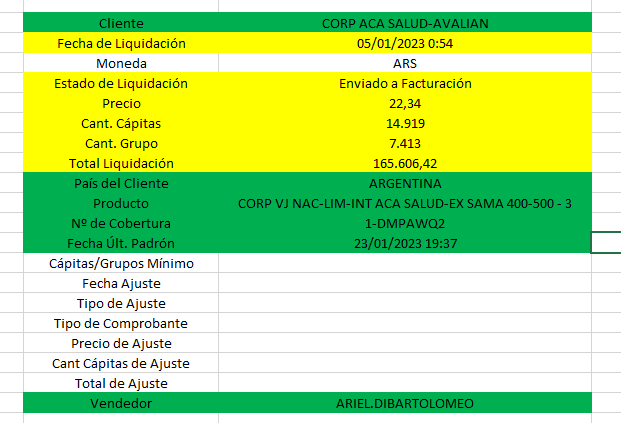 Cliente CORP ACA SALUD-AVALIAN
Fecha de Liquidación 05/01/2023 0:54
Moneda ARS
Estado de Liquidación Enviado a Facturación
Precio 22,34
Cant. Cápitas 14.919
Cant. Grupo 7.413
Total Liquidación 165.606,42
País del Cliente ARGENTINA
Producto CORP VJ NAC-LIM-INT ACA SALUD-EX SAMA 400-500 - 3
Nº de Cobertura 1-DMPAWQ2
Fecha Últ. Padrón 23/01/2023 19:37
Cápitas/Grupos Mínimo
Fecha Ajuste
Tipo de Ajuste
Tipo de Comprobante
Precio de Ajuste
Cant Cápitas de Ajuste
Total de Ajuste
Vendedor ARIEL.DIBARTOLOMEO